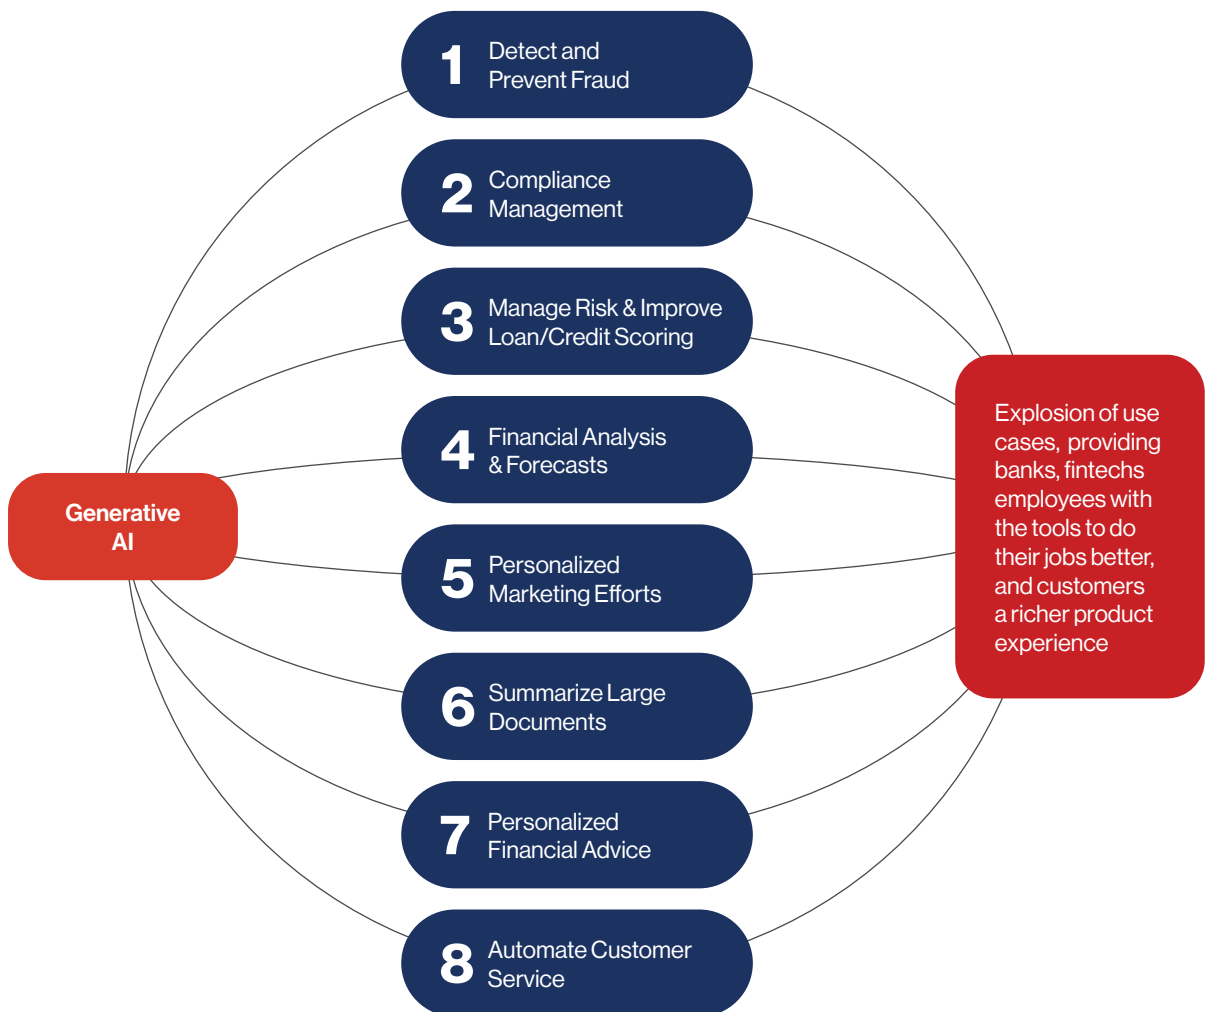 1
Detect and
Prevent Fraud
2
Compliance
Management
3
Manage Risk & Improve
Loan/Credit Scoring
4
Financial Analysis
& Forecasts
5
Personalized
Marketing Efforts
6
Summarize Large
Documents
7
Personalized
Financial Advice
8
Automate Customer
Service
Generative
AI
Explosion of use
cases, providing
banks, fintechs
employees with
the tools to do
their jobs better,
and customers
a richer product
experience